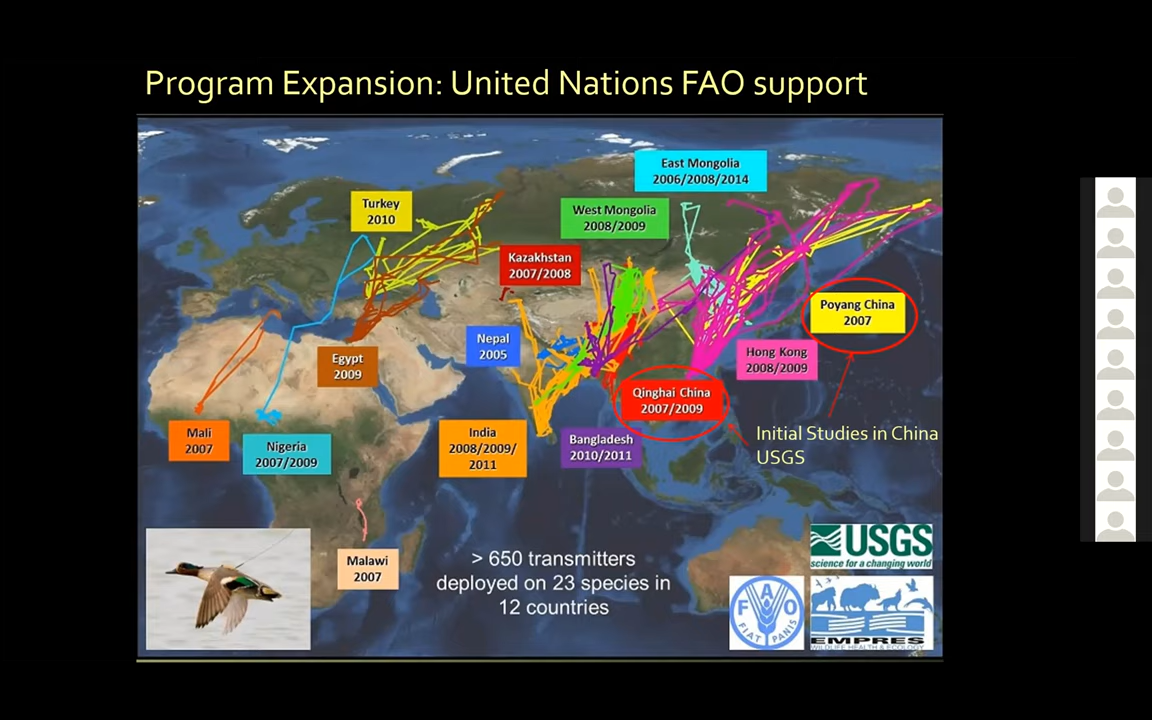 Program Expansion: United Nations FAO support
East Mongolia
2006/2008/2014
Turkey
2010
West Mongolia
2008/2009
Kazakhstan
2007/2008
Poyang China
2007
Nepal
2005
Hong Kong
2008/2009
Egypt
2009
Qinghai China
2007/2009
Mali
2007
Nigeria
2007/2009
India
2008/2009/
2011
Bangladesh
2010/2011
Initial Studies in China
USGS
Malawi
2007
> 650 transmitters
deployed on 23 species in
12 countries
USGS
science for a changing world
F A O
FIAT PANIS
EMPRES
WILDLIFE HEALTH & ECOLOGY